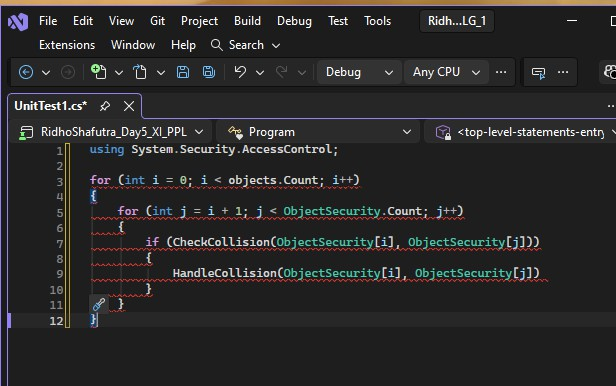 File Edit View Git Project Build Debug Test Tools Ridh...LG_1
Extensions Window Help Search
Debug Any CPU
UnitTest1.cs*
RidhoShafutra_Day5_XI_PPL Program <top-level-statements-entry
1 using System.Security.AccessControl;
2
3 for (int i = 0; i < objects.Count; i++)
4 {
5 for (int j = i + 1; j < ObjectSecurity.Count; j++)
6 {
7 if (CheckCollision(ObjectSecurity[i], ObjectSecurity[j]))
8 {
9 HandleCollision(ObjectSecurity[i], ObjectSecurity[j])
10 }
11 }
12 }